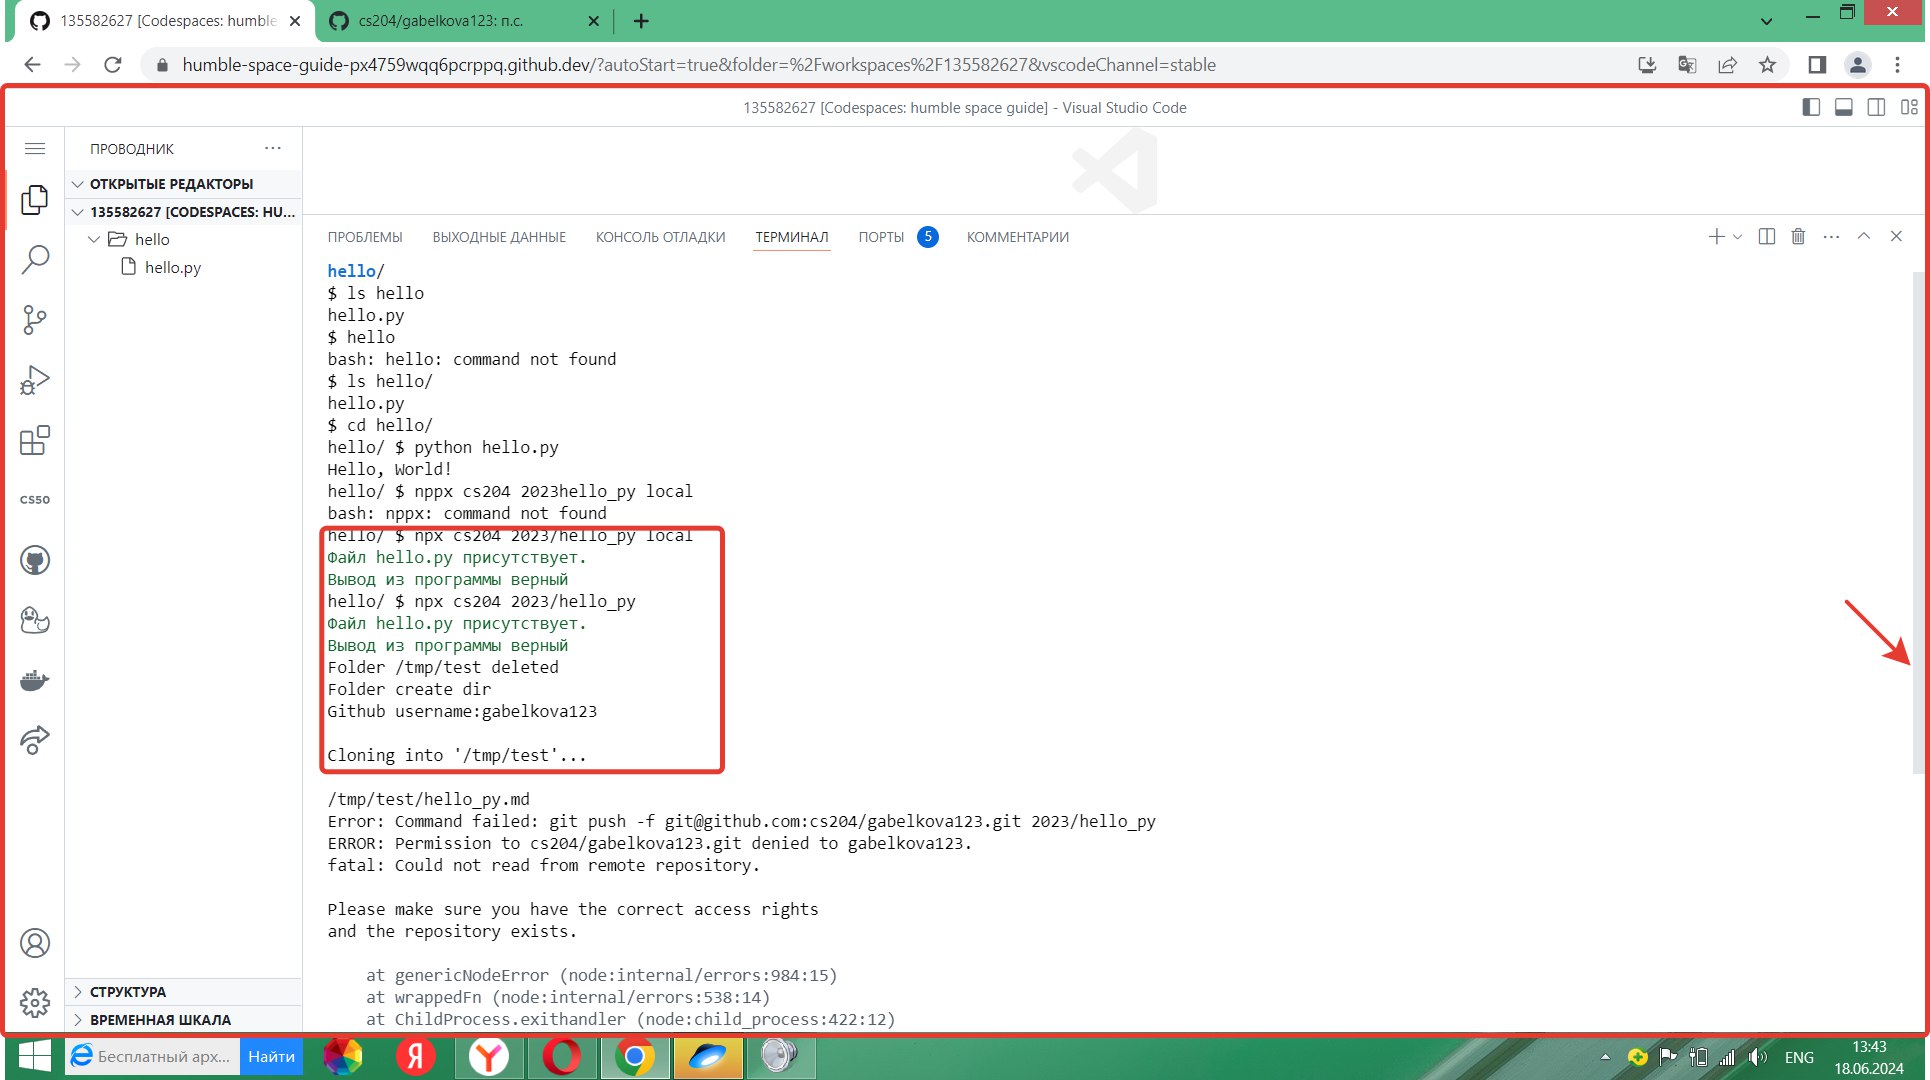 135582627 [Codespaces: humble
cs204/gabelkova123: п.с.
humble-space-guide-px4759wqq6pcrppq.github.dev/?autoStart=true&folder=%2Fworkspaces%2F135582627&vscodeChannel=stable
135582627 [Codespaces: humble space guide] - Visual Studio Code
ПРОВОДНИК
ОТКРЫТЫЕ РЕДАКТОРЫ
135582627 [CODESPACES: HU...
hello
hello.py
CS50
СТРУКТУРА
ВРЕМЕННАЯ ШКАЛА
ПРОБЛЕМЫ ВЫХОДНЫЕ ДАННЫЕ КОНСОЛЬ ОТЛАДКИ ТЕРМИНАЛ ПОРТЫ 5 КОММЕНТАРИИ
hello/
$ ls hello
hello.py
$ hello
bash: hello: command not found
$ ls hello/
hello.py
$ cd hello/
hello/ $ python hello.py
Hello, World!
hello/ $ nppx cs204 2023hello_py local
bash: nppx: command not found
hello/ $ npx cs204 2023/hello_py local
Файл hello.py присутствует.
Вывод из программы верный
hello/ $ npx cs204 2023/hello_py
Файл hello.py присутствует.
Вывод из программы верный
Folder /tmp/test deleted
Folder create dir
Github username:gabelkova123
Cloning into '/tmp/test'...
/tmp/test/hello_py.md
Error: Command failed: git push -f git@github.com:cs204/gabelkova123.git 2023/hello_py
ERROR: Permission to cs204/gabelkova123.git denied to gabelkova123.
fatal: Could not read from remote repository.
Please make sure you have the correct access rights
and the repository exists.
at genericNodeError (node:internal/errors:984:15)
at wrappedFn (node:internal/errors:538:14)
at ChildProcess.exithandler (node:child_process:422:12)
Бесплатный арх...
Найти
ENG
13:43
18.06.2024